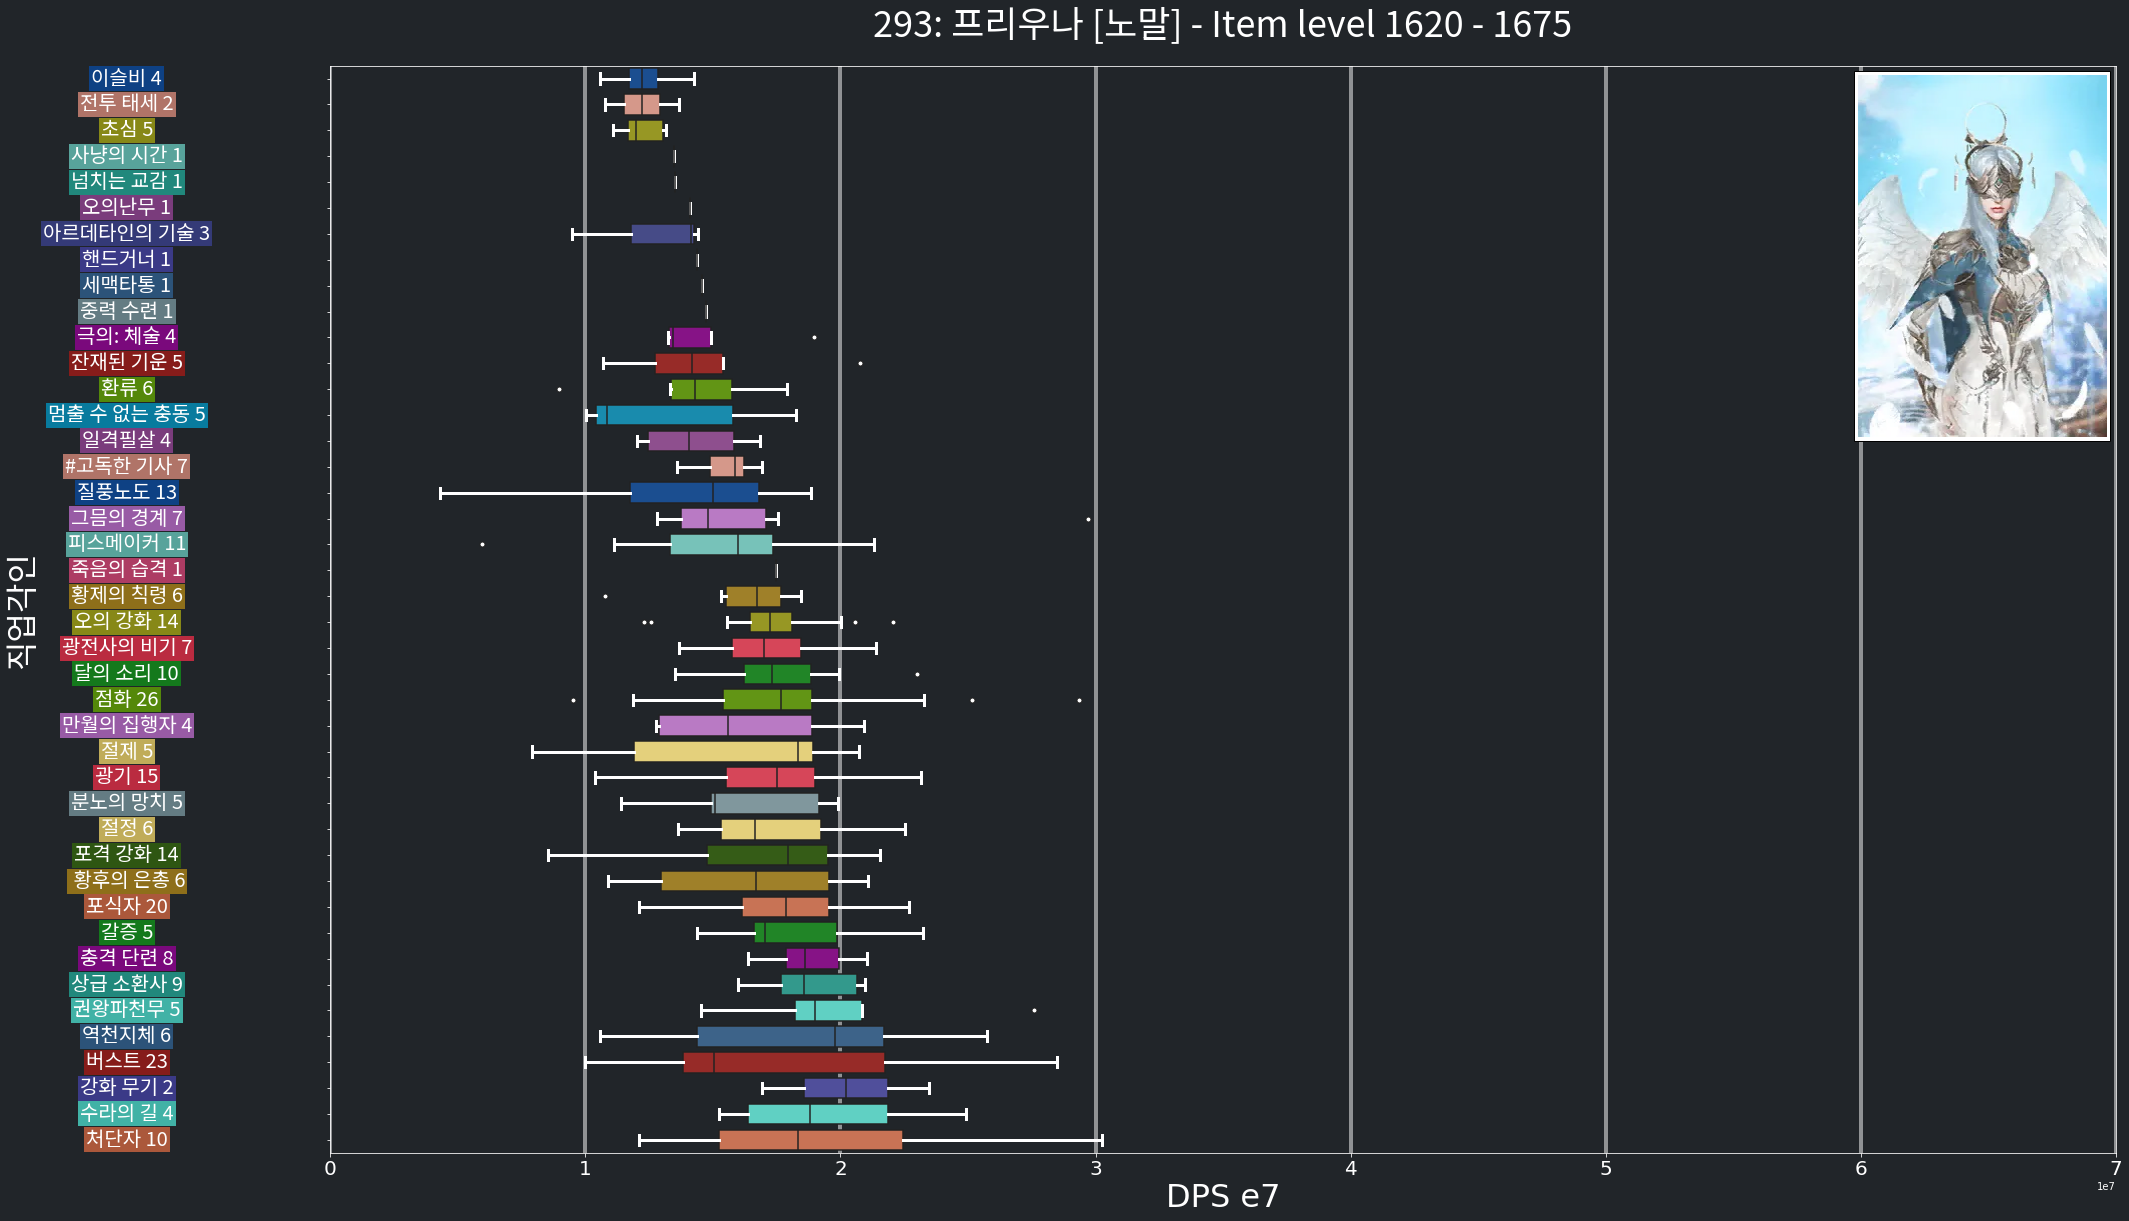 293: 프리우나 [노말] - Item level 1620 - 1675
이슬비 4
전투 태세 2
초심 5
사냥의 시간 1
넘치는 교감 1
오의난무 1
아르데타인의 기술 3
핸드거너 1
세맥타통 1
중력 수련 1
극의: 체술 4
잔재된 기운 5
환류 6
멈출 수 없는 충동 5
일격필살 4
#고독한 기사 7
질풍노도 13
그믐의 경계 7
피스메이커 11
죽음의 습격 1
황제의 칙령 6
오의 강화 14
광전사의 비기 7
달의 소리 10
점화 26
만월의 집행자 4
절제 5
광기 15
분노의 망치 5
절정 6
포격 강화 14
황후의 은총 6
포식자 20
갈증 5
충격 단련 8
상급 소환사 9
권왕파천무 5
역천지체 6
버스트 23
강화 무기 2
수라의 길 4
처단자 10
직업각인
0 1 2 3 4 5 6 7
1e7
DPS e7